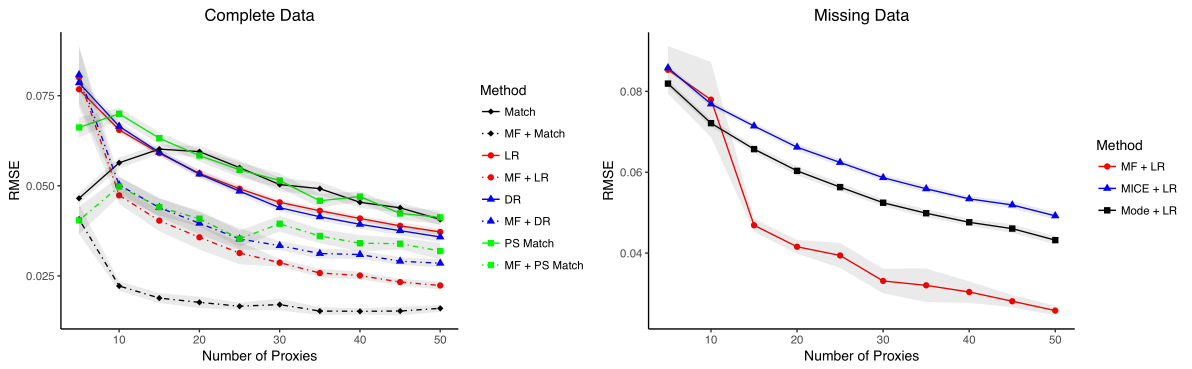 Complete Data
RMSE
0.075
0.050
0.025
10
20
30
40
50
Number of Proxies
Method
Match
MF + Match
LR
MF + LR
DR
MF + DR
PS Match
MF + PS Match
Missing Data
RMSE
0.08
0.06
0.04
10
20
30
40
50
Number of Proxies
Method
MF + LR
MICE + LR
Mode + LR